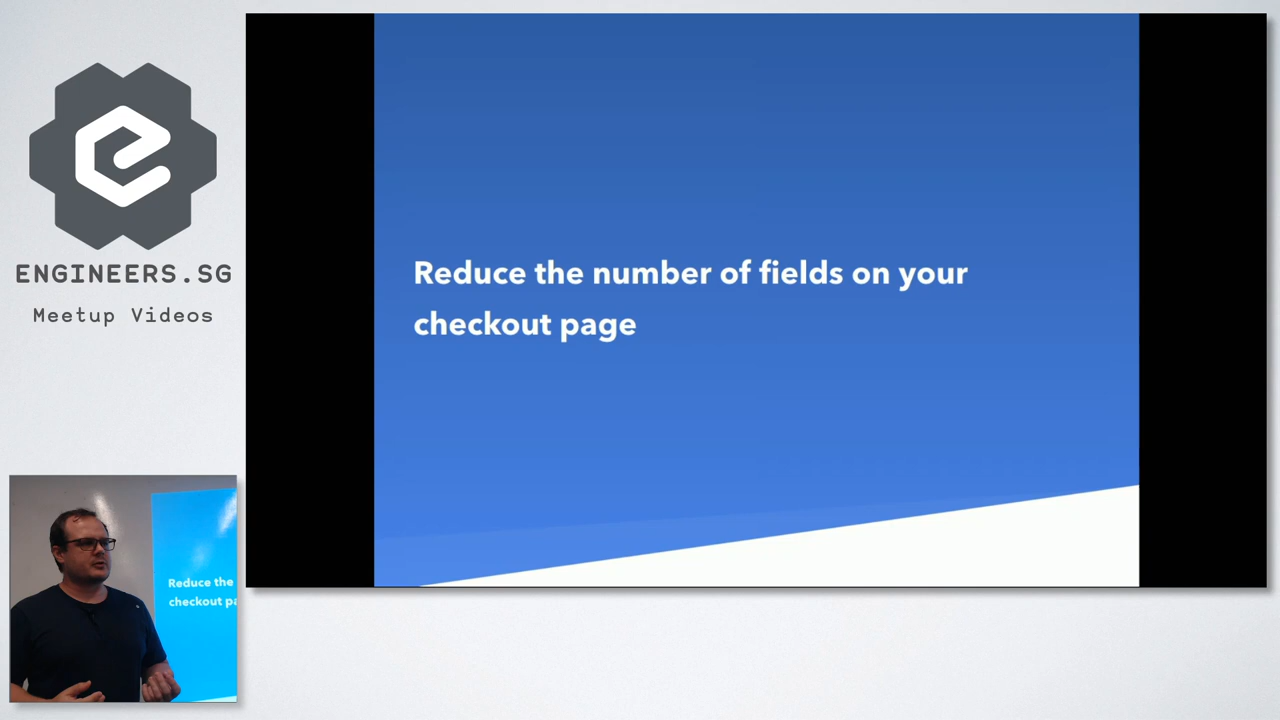 ENGINEERS.SG
Meetup Videos
Reduce the number of fields on your
checkout page
Reduce the
checkout pa